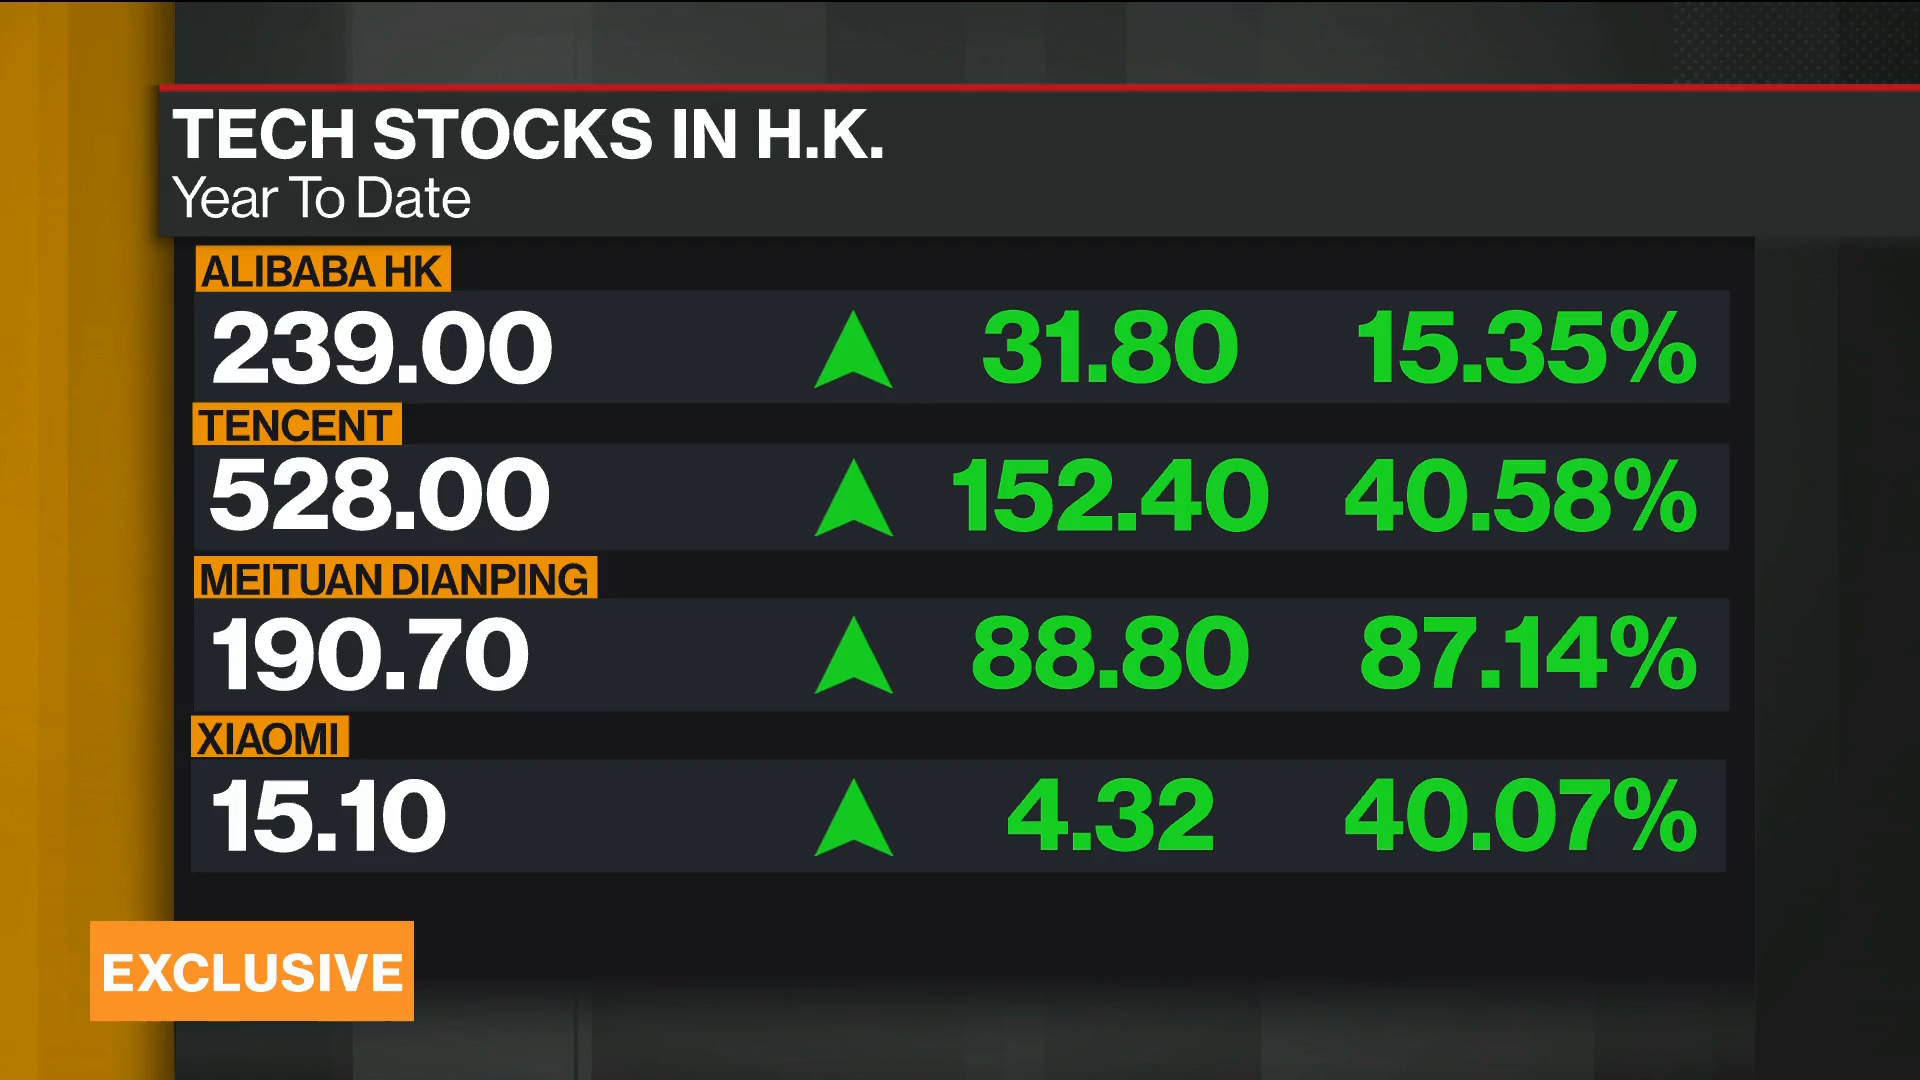 TECH STOCKS IN H.K.
Year To Date
ALIBABA HK
239.00 ▲ 31.80 15.35%
TENCENT
528.00 ▲ 152.40 40.58%
MEITUAN DIANPING
190.70 ▲ 88.80 87.14%
XIAOMI
15.10 ▲ 4.32 40.07%
EXCLUSIVE